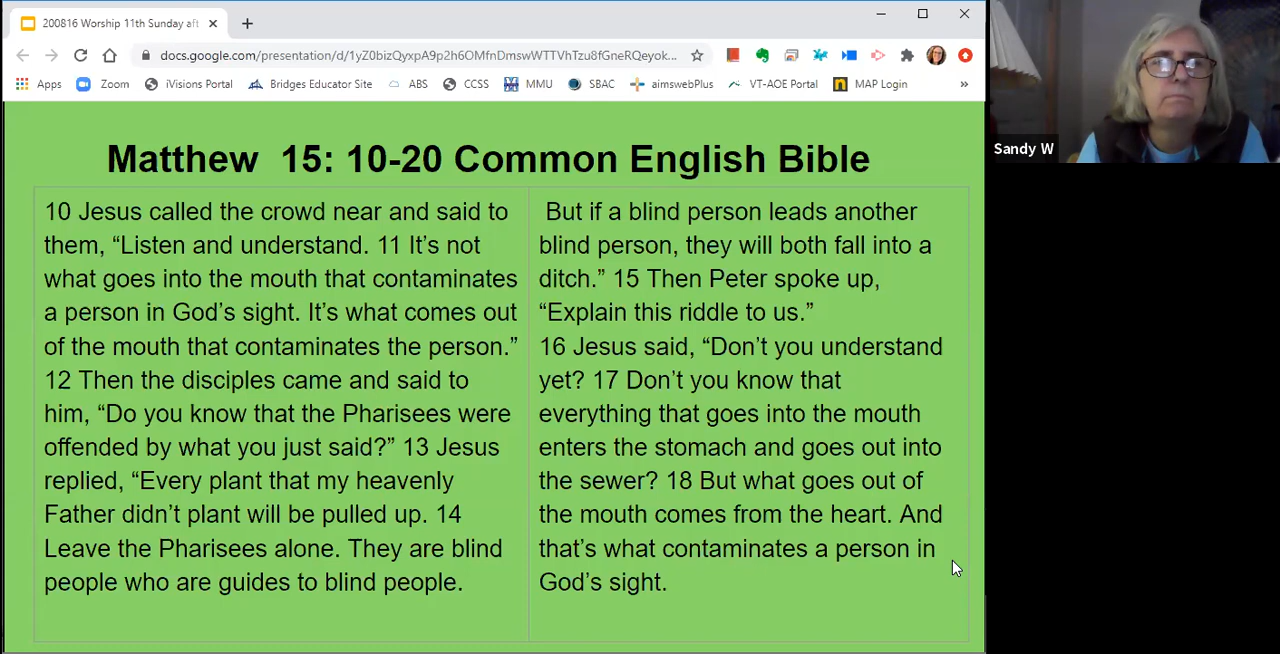 200816 Worship 11th Sunday aft
docs.google.com/presentation/d/1yZ0bizQyxpA9p2h6OMfnDmswWTTVhTzu8fGneRQeyok...
Apps Zoom iVisions Portal Bridges Educator Site ABS CCSS MMU SBAC aimswebPlus VT-AOE Portal MAP Login »
Sandy W
Matthew 15: 10-20 Common English Bible
10 Jesus called the crowd near and said to
them, “Listen and understand. 11 It’s not
what goes into the mouth that contaminates
a person in God’s sight. It’s what comes out
of the mouth that contaminates the person.”
12 Then the disciples came and said to
him, “Do you know that the Pharisees were
offended by what you just said?” 13 Jesus
replied, “Every plant that my heavenly
Father didn’t plant will be pulled up. 14
Leave the Pharisees alone. They are blind
people who are guides to blind people.
But if a blind person leads another
blind person, they will both fall into a
ditch.” 15 Then Peter spoke up,
“Explain this riddle to us.”
16 Jesus said, “Don’t you understand
yet? 17 Don’t you know that
everything that goes into the mouth
enters the stomach and goes out into
the sewer? 18 But what goes out of
the mouth comes from the heart. And
that’s what contaminates a person in
God’s sight.